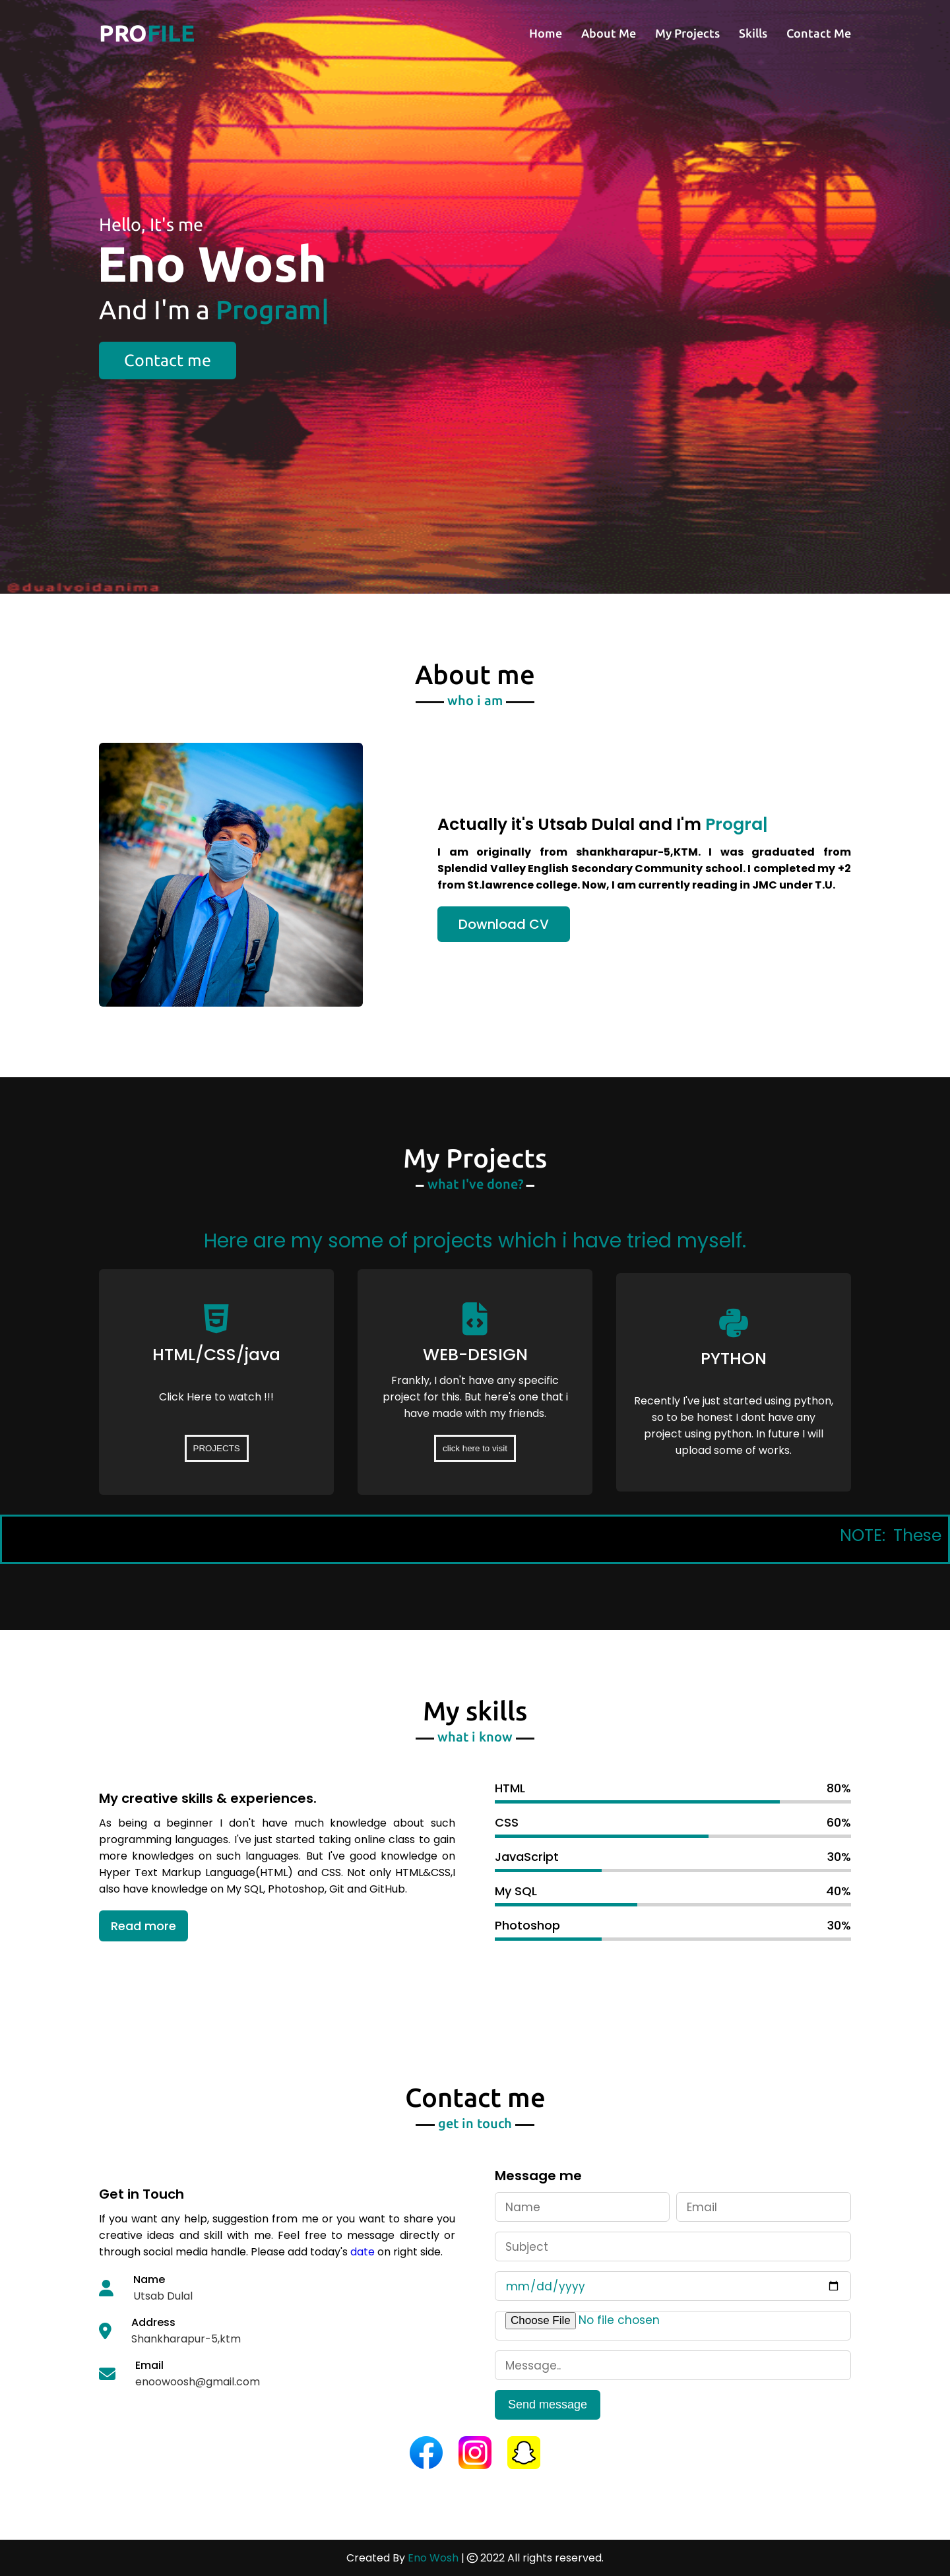 PROFILE
Home About Me My Projects Skills Contact Me
Hello, It's me
Eno Wosh
And I'm a Program|
Contact me
@dualvoidanima
About me
who i am
Actually it's Utsab Dulal and I'm Progra|
I am originally from shankharapur-5,KTM. I was graduated from
Splendid Valley English Secondary Community school. I completed my +2
from St.lawrence college. Now, I am currently reading in JMC under T.U.
Download CV
My Projects
what I've done?
Here are my some of projects which i have tried myself.
HTML/CSS/java
Click Here to watch !!!
PROJECTS
WEB-DESIGN
Frankly, I don't have any specific
project for this. But here's one that i
have made with my friends.
click here to visit
PYTHON
Recently I've just started using python,
so to be honest I dont have any
project using python. In future I will
upload some of works.
NOTE: These
My skills
what i know
My creative skills & experiences.
As being a beginner I don't have much knowledge about such
programming languages. I've just started taking online class to gain
more knowledges on such languages. But I've good knowledge on
Hyper Text Markup Language(HTML) and CSS. Not only HTML&CSS,I
also have knowledge on My SQL, Photoshop, Git and GitHub.
Read more
HTML 80%
CSS 60%
JavaScript 30%
My SQL 40%
Photoshop 30%
Contact me
get in touch
Get in Touch
If you want any help, suggestion from me or you want to share you
creative ideas and skill with me. Feel free to message directly or
through social media handle. Please add today's date on right side.
Name
Utsab Dulal
Address
Shankharapur-5,ktm
Email
enoowoosh@gmail.com
Message me
Name Email
Subject
mm/dd/yyyy
Choose File No file chosen
Message..
Send message
Created By Eno Wosh | © 2022 All rights reserved.